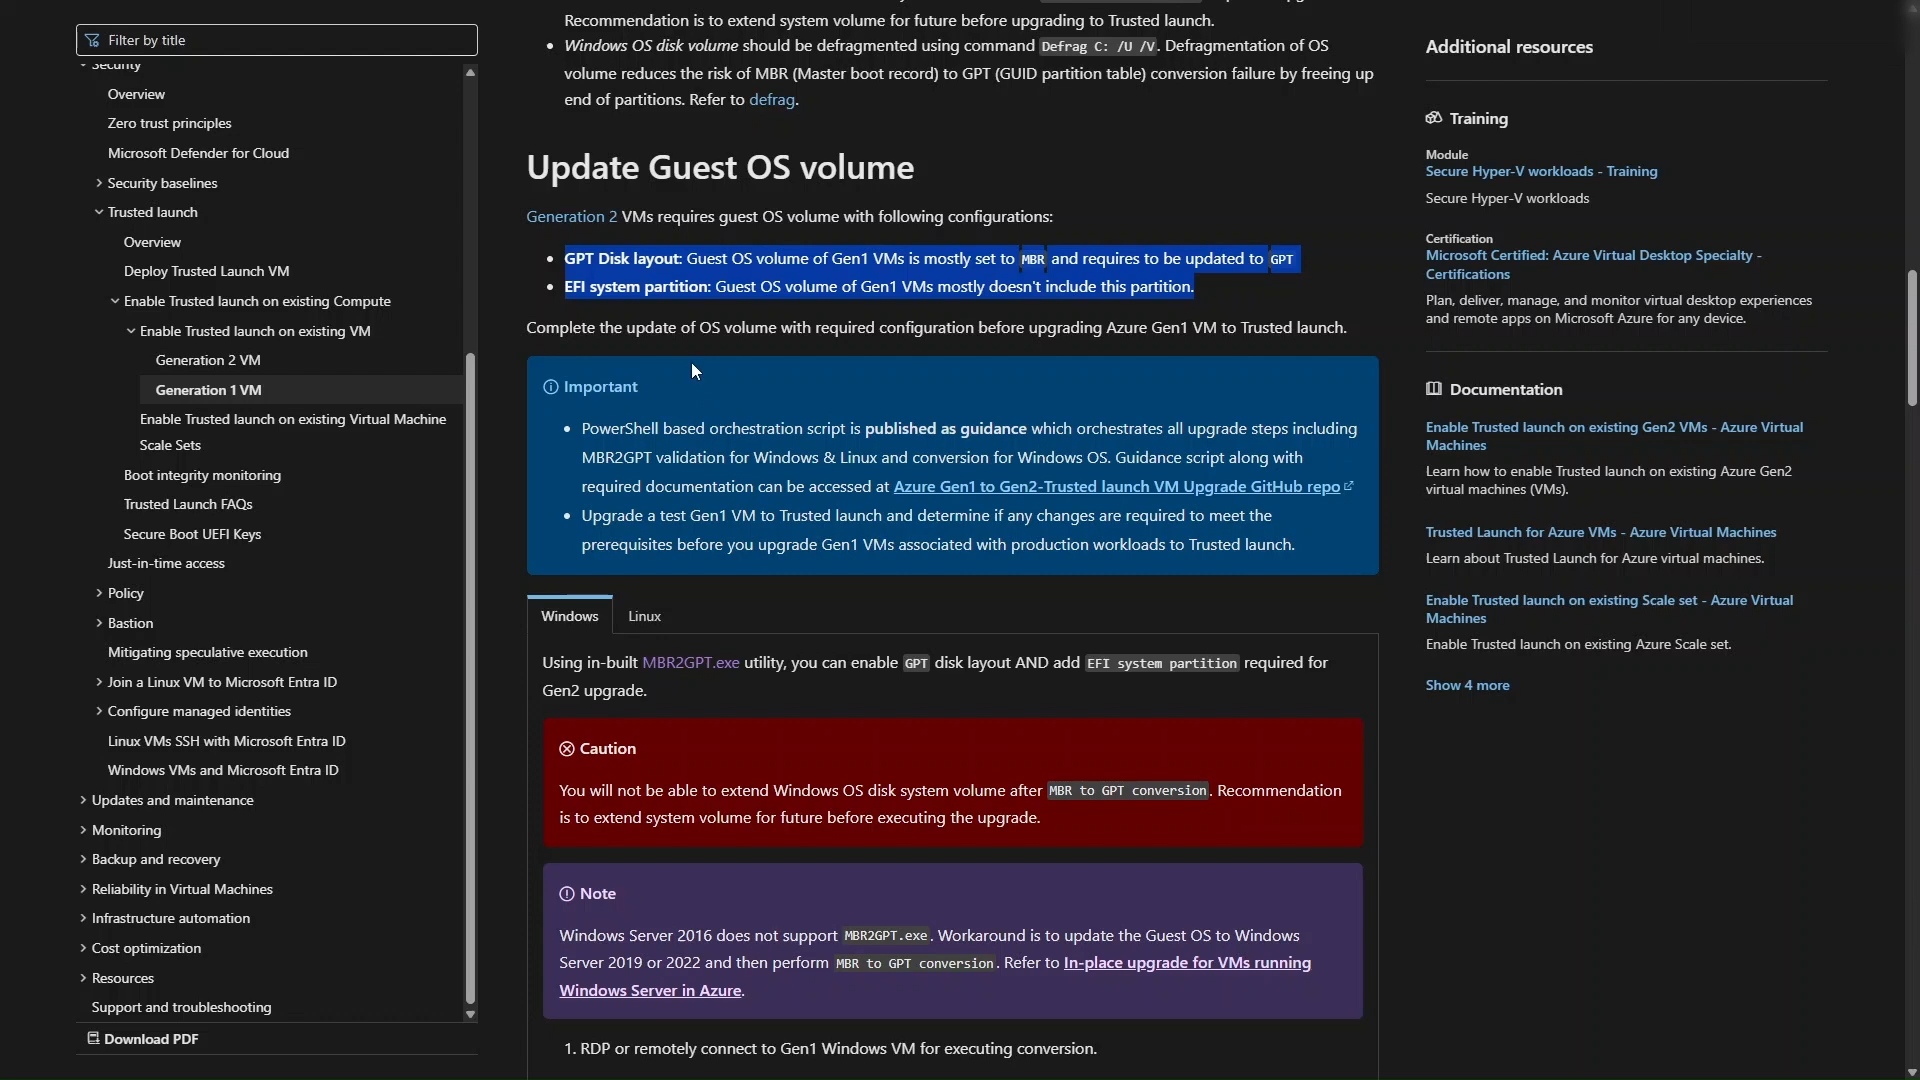 Filter by title
Security
Overview
Zero trust principles
Microsoft Defender for Cloud
Security baselines
Trusted launch
Overview
Deploy Trusted Launch VM
Enable Trusted launch on existing Compute
Enable Trusted launch on existing VM
Generation 2 VM
Generation 1 VM
Enable Trusted launch on existing Virtual Machine
Scale Sets
Boot integrity monitoring
Trusted Launch FAQs
Secure Boot UEFI Keys
Just-in-time access
Policy
Bastion
Mitigating speculative execution
Join a Linux VM to Microsoft Entra ID
Configure managed identities
Linux VMs SSH with Microsoft Entra ID
Windows VMs and Microsoft Entra ID
Updates and maintenance
Monitoring
Backup and recovery
Reliability in Virtual Machines
Infrastructure automation
Cost optimization
Resources
Support and troubleshooting
Download PDF
Recommendation is to extend system volume for future before upgrading to Trusted launch.
• Windows OS disk volume should be defragmented using command Defrag C: /U /V. Defragmentation of OS
volume reduces the risk of MBR (Master boot record) to GPT (GUID partition table) conversion failure by freeing up
end of partitions. Refer to defrag.
Update Guest OS volume
Generation 2 VMs requires guest OS volume with following configurations:
• GPT Disk layout: Guest OS volume of Gen1 VMs is mostly set to MBR and requires to be updated to GPT
• EFI system partition: Guest OS volume of Gen1 VMs mostly doesn't include this partition.
Complete the update of OS volume with required configuration before upgrading Azure Gen1 VM to Trusted launch.
Important
• PowerShell based orchestration script is published as guidance which orchestrates all upgrade steps including
MBR2GPT validation for Windows & Linux and conversion for Windows OS. Guidance script along with
required documentation can be accessed at Azure Gen1 to Gen2-Trusted launch VM Upgrade GitHub repo
• Upgrade a test Gen1 VM to Trusted launch and determine if any changes are required to meet the
prerequisites before you upgrade Gen1 VMs associated with production workloads to Trusted launch.
Windows Linux
Using in-built MBR2GPT.exe utility, you can enable GPT disk layout AND add EFI system partition required for
Gen2 upgrade.
Caution
You will not be able to extend Windows OS disk system volume after MBR to GPT conversion. Recommendation
is to extend system volume for future before executing the upgrade.
Note
Windows Server 2016 does not support MBR2GPT.exe. Workaround is to update the Guest OS to Windows
Server 2019 or 2022 and then perform MBR to GPT conversion. Refer to In-place upgrade for VMs running
Windows Server in Azure.
1. RDP or remotely connect to Gen1 Windows VM for executing conversion.
Additional resources
Training
Module
Secure Hyper-V workloads - Training
Secure Hyper-V workloads
Certification
Microsoft Certified: Azure Virtual Desktop Specialty -
Certifications
Plan, deliver, manage, and monitor virtual desktop experiences
and remote apps on Microsoft Azure for any device.
Documentation
Enable Trusted launch on existing Gen2 VMs - Azure Virtual
Machines
Learn how to enable Trusted launch on existing Azure Gen2
virtual machines (VMs).
Trusted Launch for Azure VMs - Azure Virtual Machines
Learn about Trusted Launch for Azure virtual machines.
Enable Trusted launch on existing Scale set - Azure Virtual
Machines
Enable Trusted launch on existing Azure Scale set.
Show 4 more